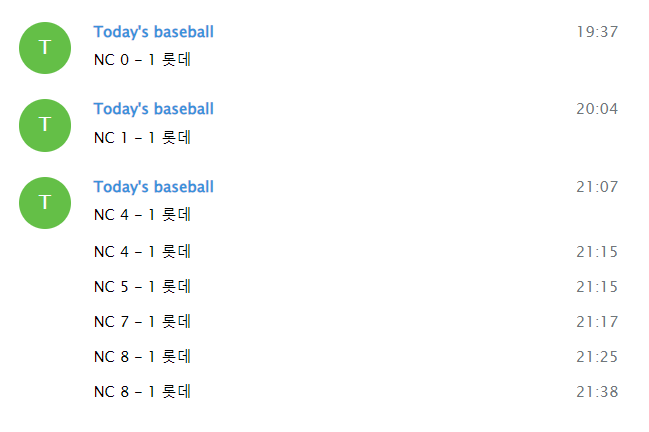 T
Today's baseball 19:37
NC 0 - 1 롯데
T
Today's baseball 20:04
NC 1 - 1 롯데
T
Today's baseball 21:07
NC 4 - 1 롯데
NC 4 - 1 롯데 21:15
NC 5 - 1 롯데 21:15
NC 7 - 1 롯데 21:17
NC 8 - 1 롯데 21:25
NC 8 - 1 롯데 21:38